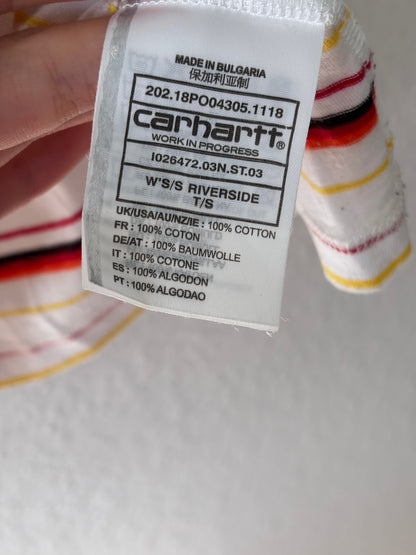 MADE IN BULGARIA
保加利亚制
202.18PO04305.1118
carhartt®
WORK IN PROGRESS
I026472.03N.ST.03
W'S/S RIVERSIDE
T/S
UK/USA/AU/NZ/IE : 100% COTTON
FR : 100% COTON
DE/AT : 100% BAUMWOLLE
IT : 100% COTONE
ES : 100% ALGODON
PT : 100% ALGODAO